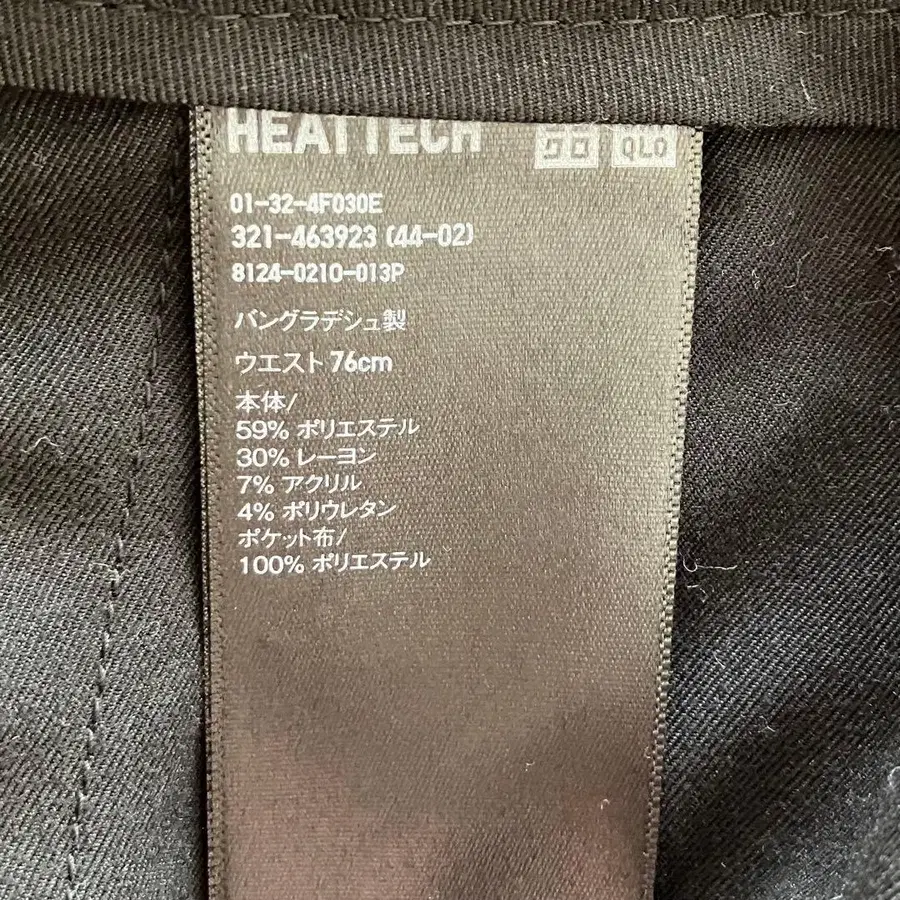 HEATTECH ユニ クロ UNI QLO
01-32-4F030E
321-463923 (44-02)
8124-0210-013P
バングラデシュ製
ウエスト 76cm
本体/
59% ポリエステル
30% レーヨン
7% アクリル
4% ポリウレタン
ポケット布/
100% ポリエステル